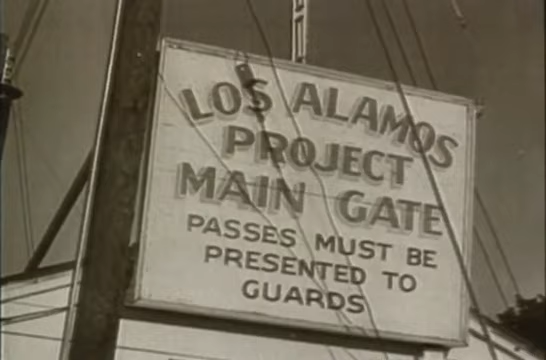 LOS ALAMOS
PROJECT
MAIN GATE
PASSES MUST BE
PRESENTED TO
GUARDS